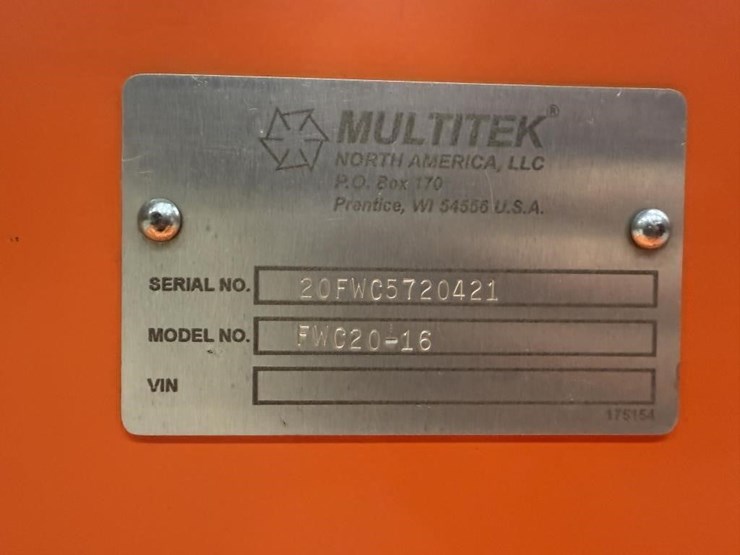 MULTITEK®
NORTH AMERICA, LLC
P.O. Box 170
Prentice, WI 54556 U.S.A.
SERIAL NO. 20FWC5720421
MODEL NO. FWC20-16
VIN
175154